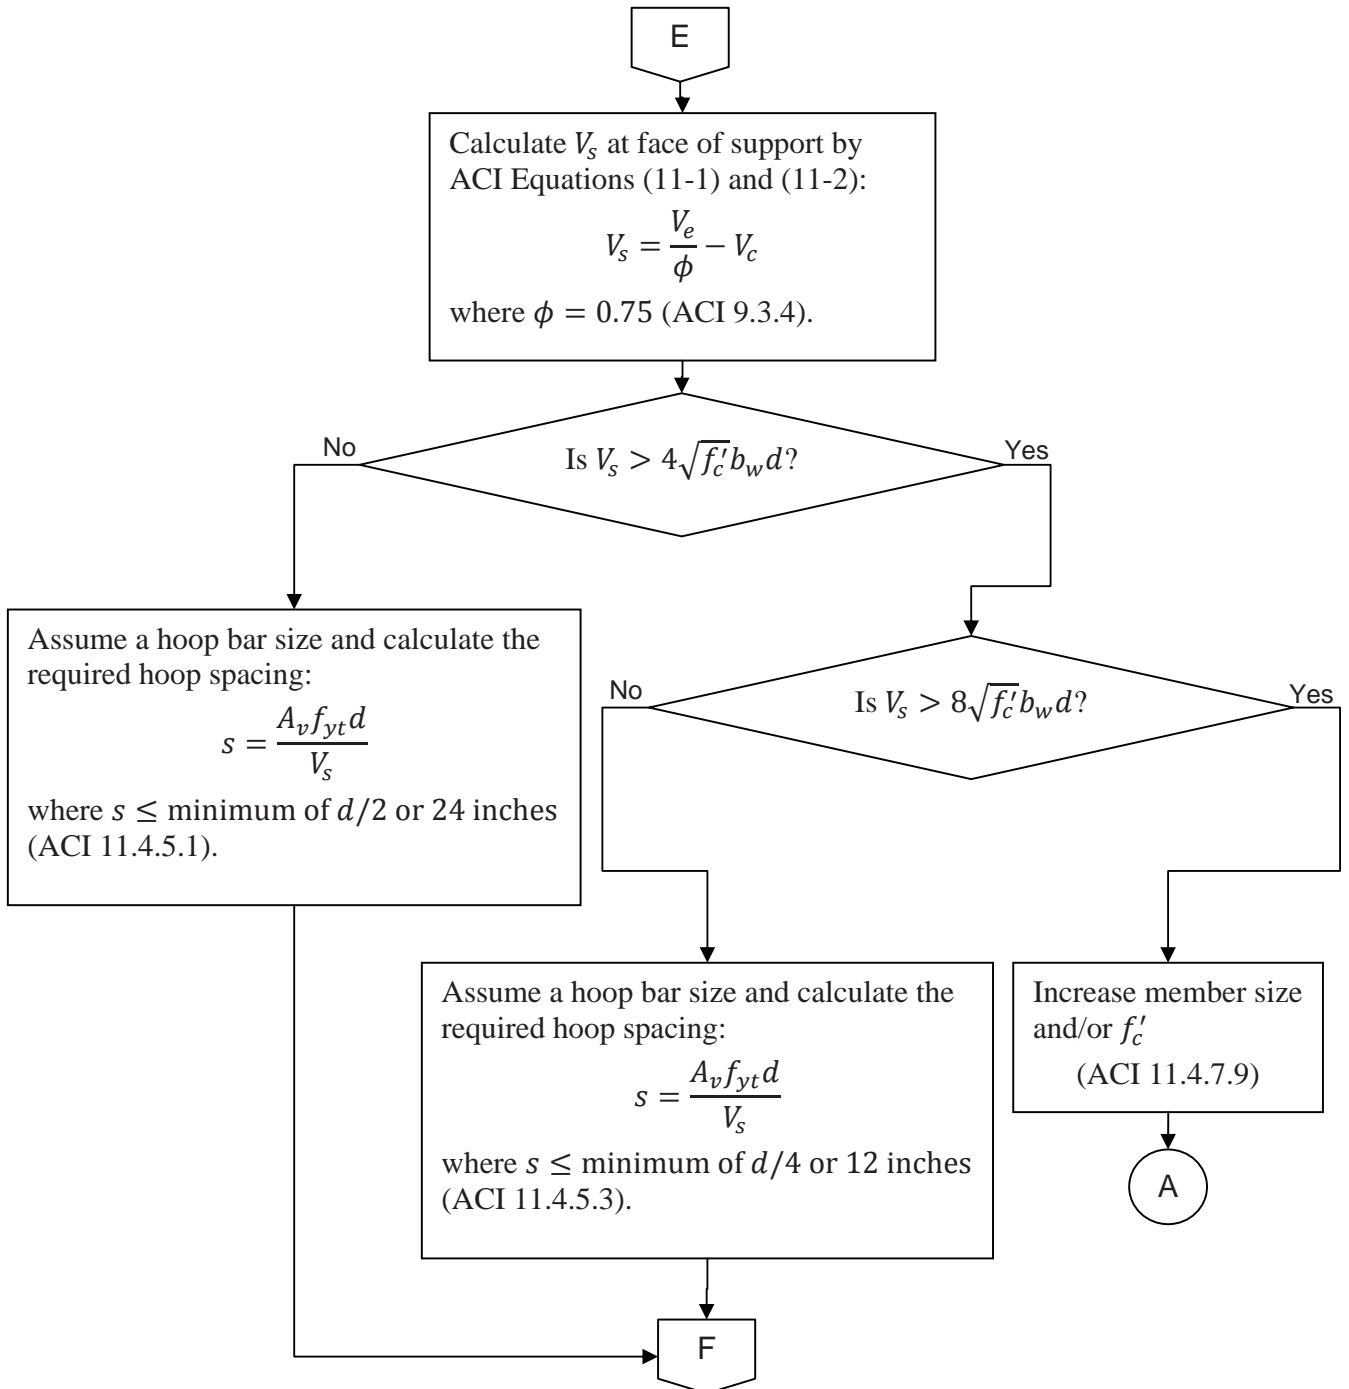 E
Calculate V_s at face of support by
ACI Equations (11-1) and (11-2):
V_s = V_e/ϕ − V_c
where ϕ = 0.75 (ACI 9.3.4).
No
Is V_s > 4√f_c′ b_w d?
Yes
Assume a hoop bar size and calculate the
required hoop spacing:
s = A_v f_yt d / V_s
where s ≤ minimum of d/2 or 24 inches
(ACI 11.4.5.1).
No
Is V_s > 8√f_c′ b_w d?
Yes
Assume a hoop bar size and calculate the
required hoop spacing:
s = A_v f_yt d / V_s
where s ≤ minimum of d/4 or 12 inches
(ACI 11.4.5.3).
Increase member size
and/or f_c′
(ACI 11.4.7.9)
A
F